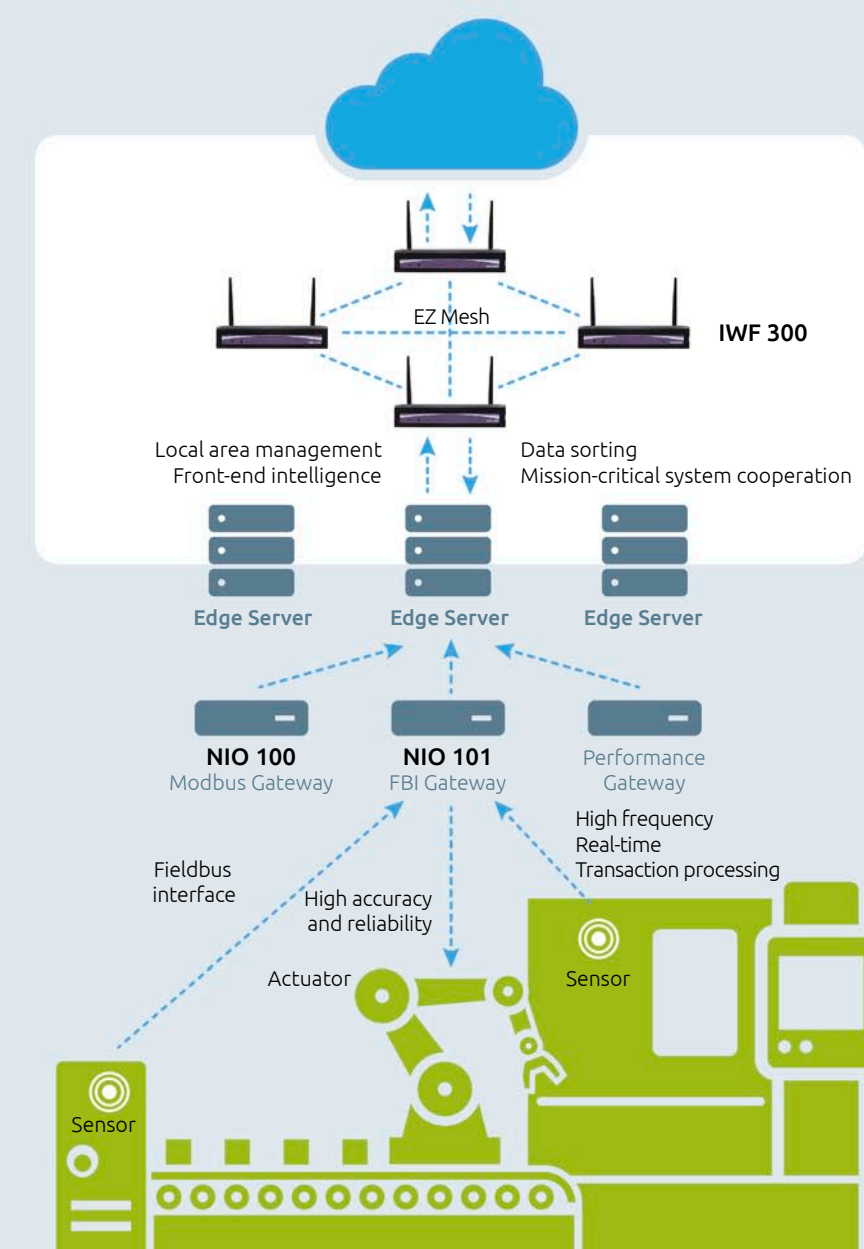 EZ Mesh
IWF 300
Local area management
Front-end intelligence
Data sorting
Mission-critical system cooperation
Edge Server
Edge Server
Edge Server
NIO 100
Modbus Gateway
NIO 101
FBI Gateway
Performance
Gateway
High frequency
Real-time
Transaction processing
Fieldbus
interface
High accuracy
and reliability
Actuator
Sensor
Sensor